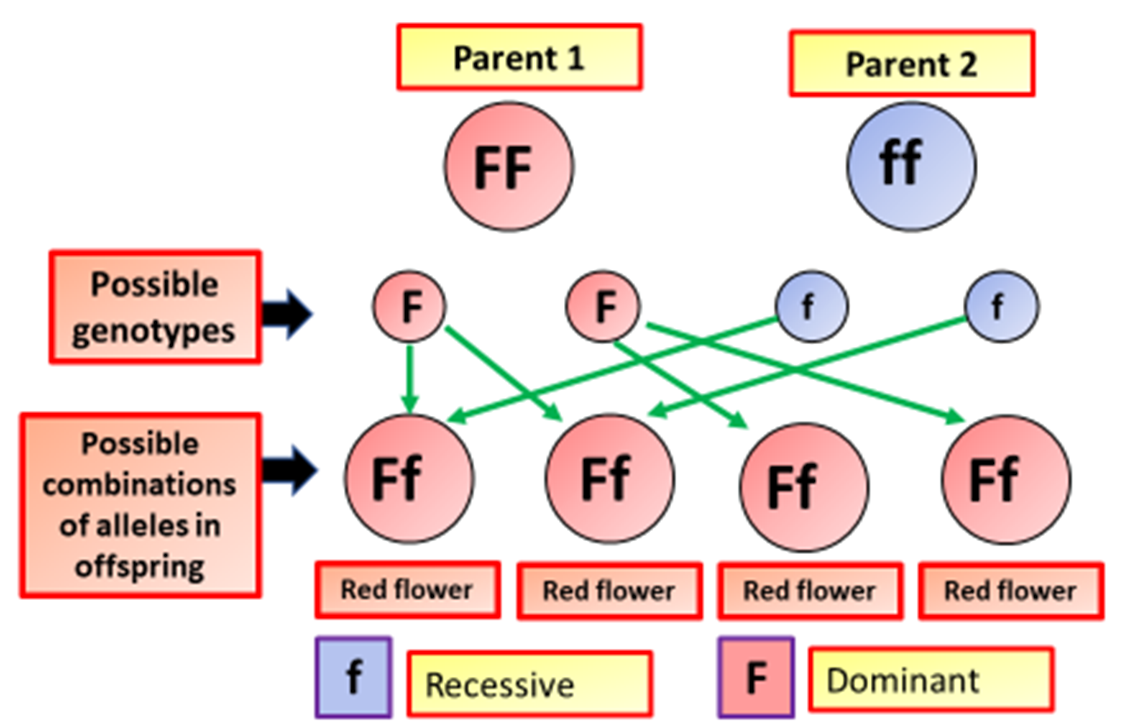 Parent 1
Parent 2
FF
ff
Possible
genotypes
F
F
f
f
Possible
combinations
of alleles in
offspring
Ff
Ff
Ff
Ff
Red flower
Red flower
Red flower
Red flower
f
Recessive
F
Dominant